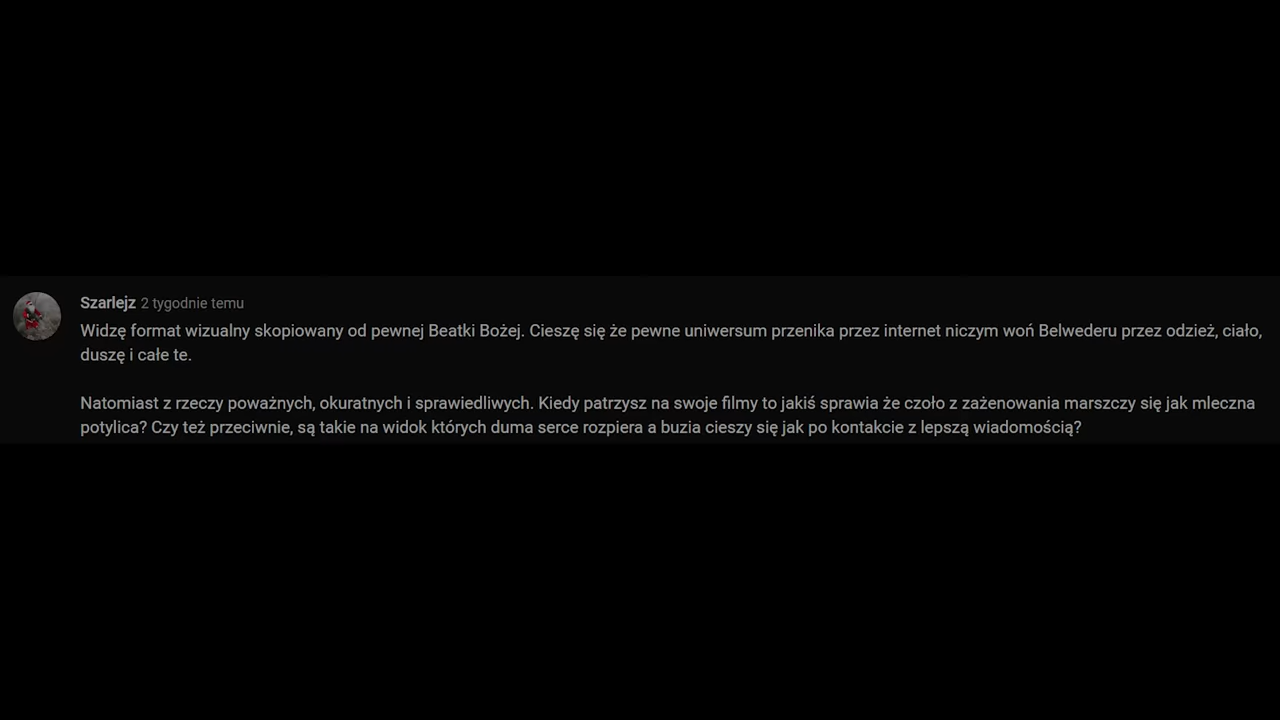 Szarlejz 2 tygodnie temu
Widzę format wizualny skopiowany od pewnej Beatki Bożej. Cieszę się że pewne uniwersum przenika przez internet niczym woń Belwederu przez odzież, ciało,
duszę i całe te.
Natomiast z rzeczy poważnych, okuratnych i sprawiedliwych. Kiedy patrzysz na swoje filmy to jakiś sprawia że czoło z zażenowania marszczy się jak mleczna
potylica? Czy też przeciwnie, są takie na widok których duma serce rozpiera a buzia cieszy się jak po kontakcie z lepszą wiadomością?